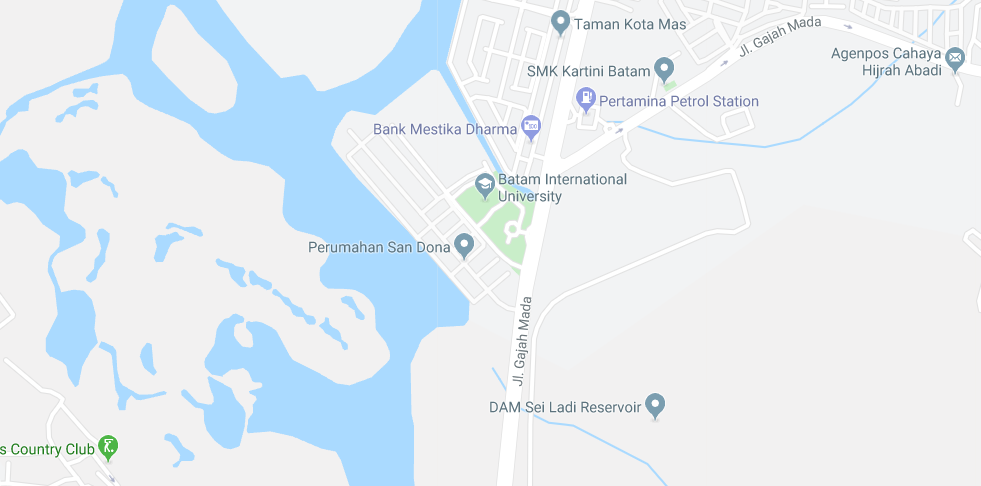 Taman Kota Mas
Jl. Gajah Mada
Agenpos Cahaya
Hijrah Abadi
SMK Kartini Batam
Pertamina Petrol Station
Bank Mestika Dharma
Batam International
University
Perumahan San Dona
Jl. Gajah Mada
DAM Sei Ladi Reservoir
s Country Club